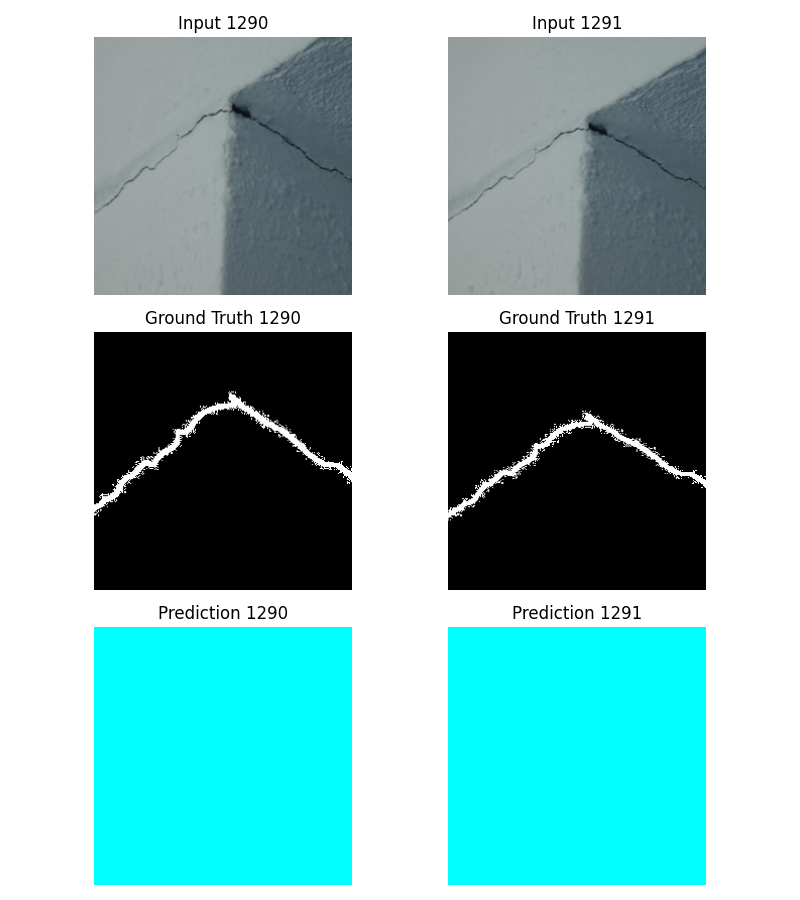 Input 1290
Input 1291
Ground Truth 1290
Ground Truth 1291
Prediction 1290
Prediction 1291